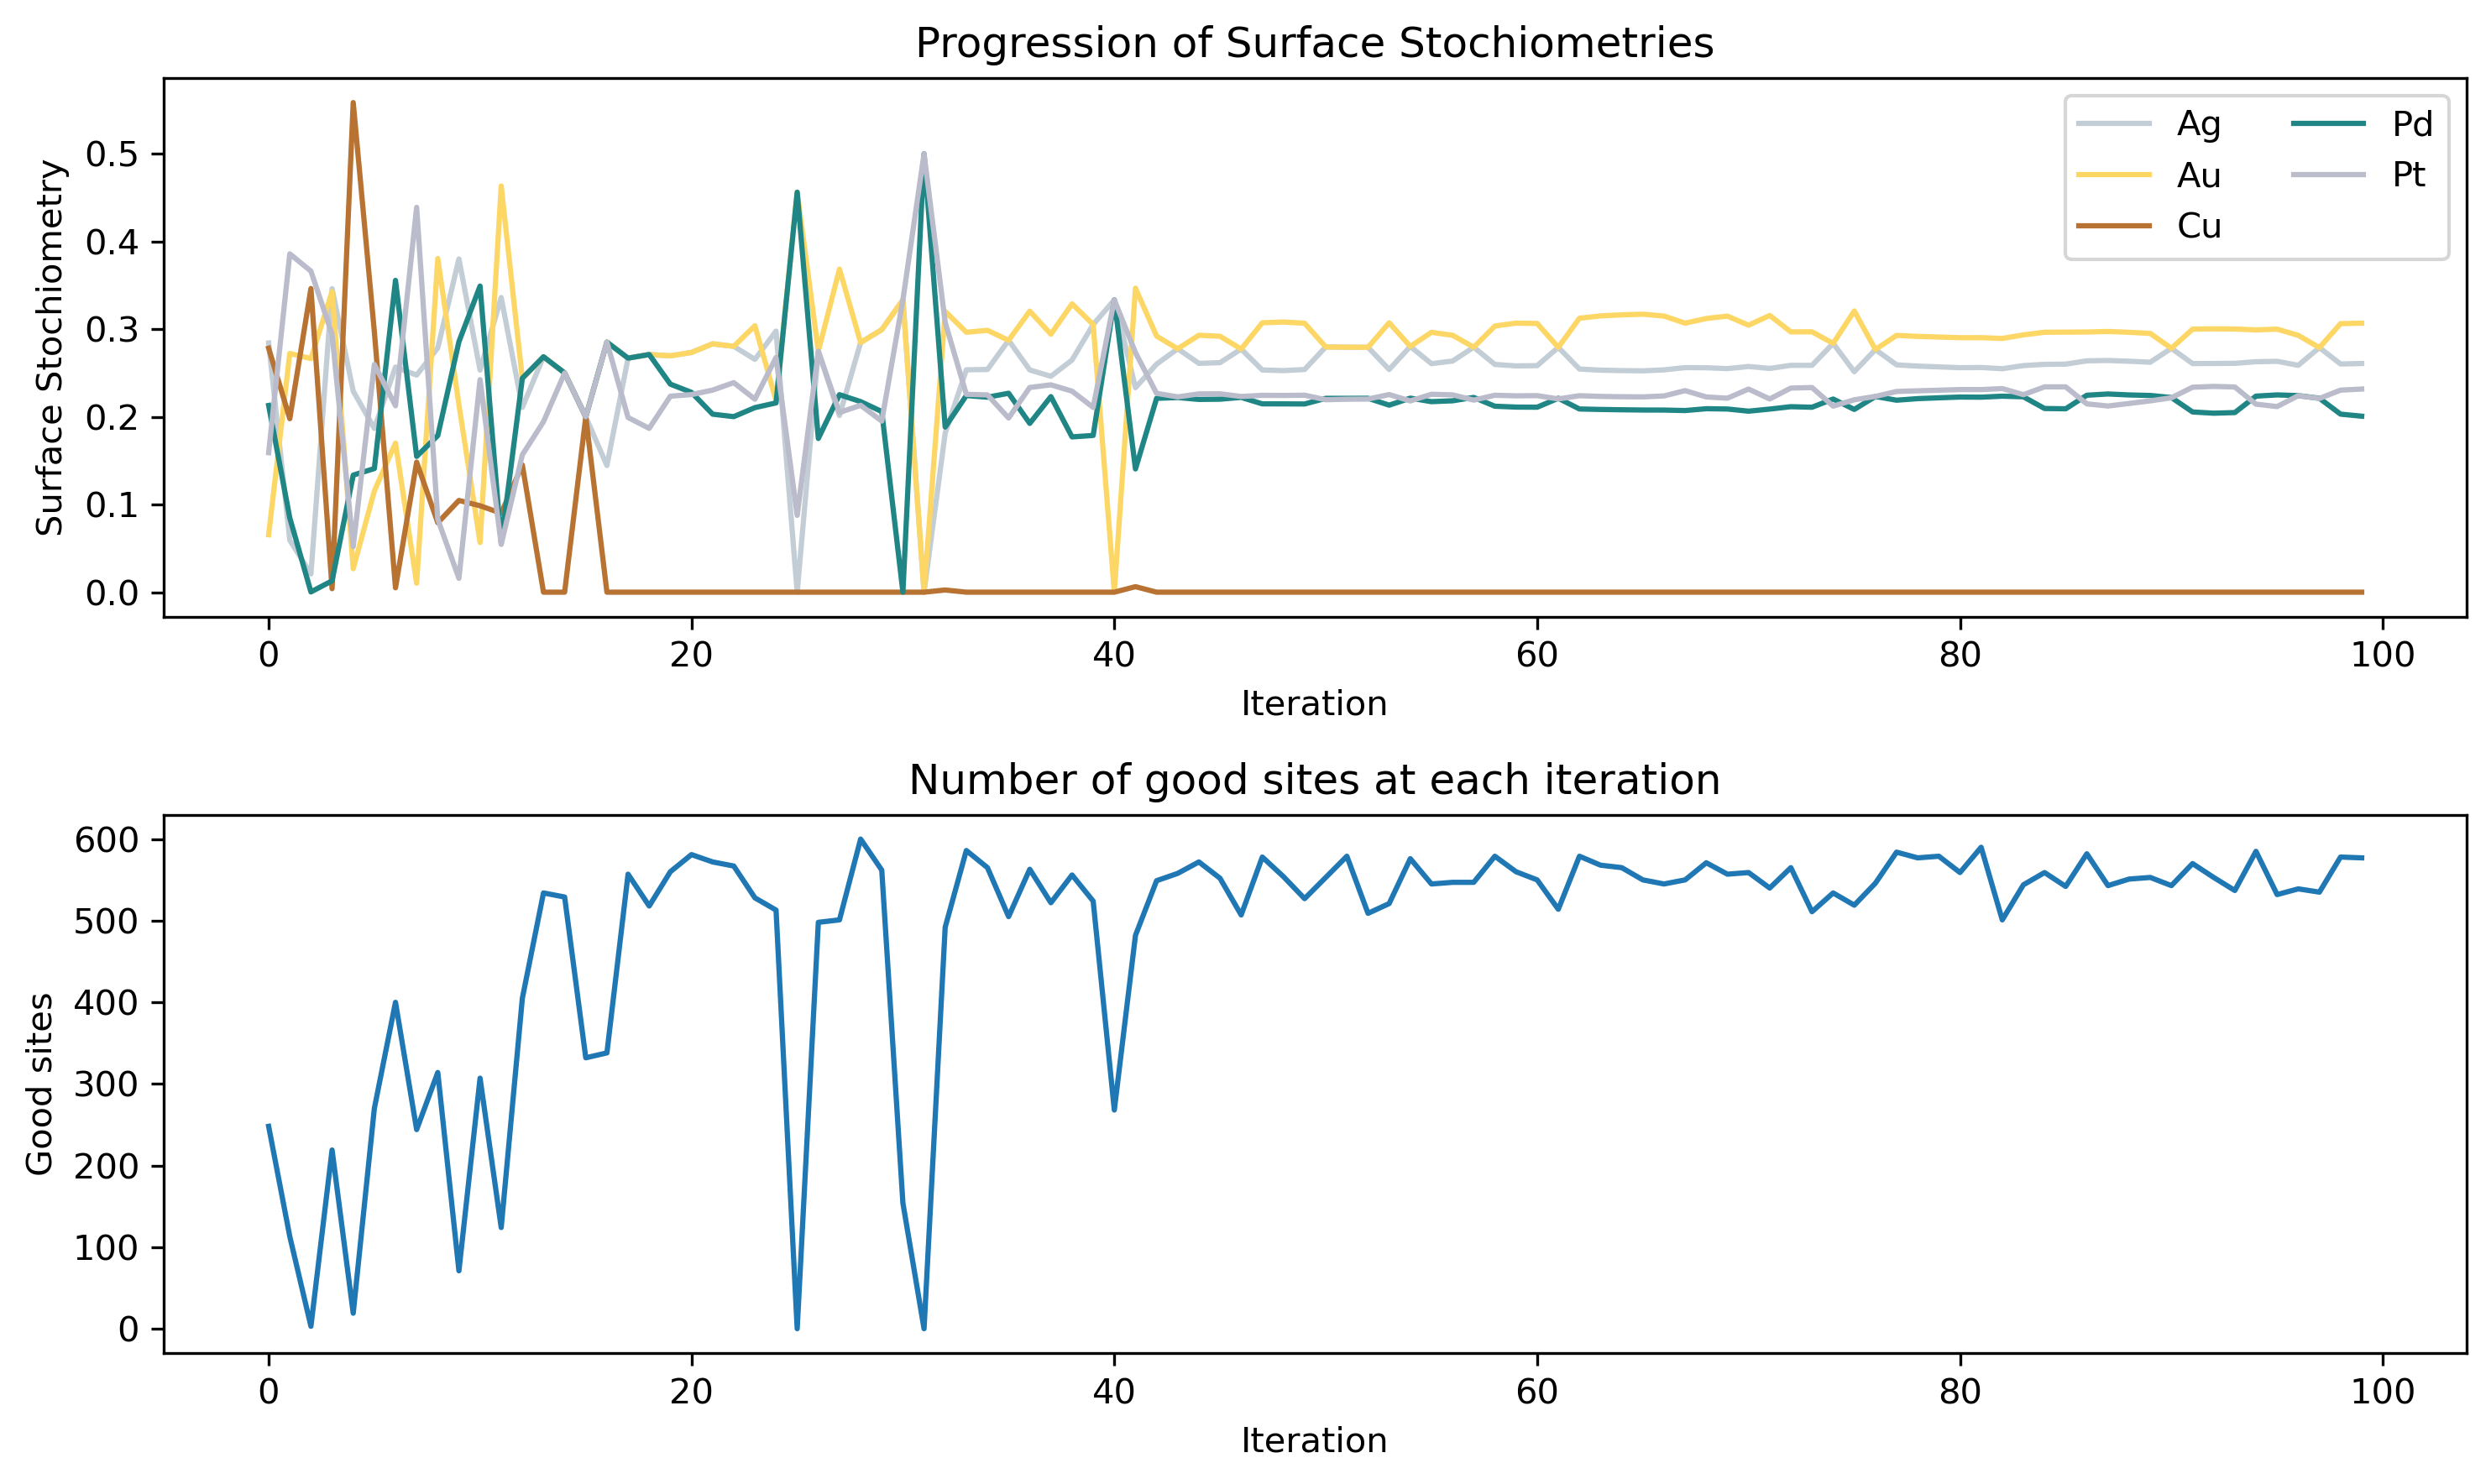 Progression of Surface Stochiometries
Surface Stochiometry
0.5
0.4
0.3
0.2
0.1
0.0
Ag
Au
Cu
Pd
Pt
0 20 40 60 80 100
Iteration
Number of good sites at each iteration
Good sites
600
500
400
300
200
100
0
0 20 40 60 80 100
Iteration